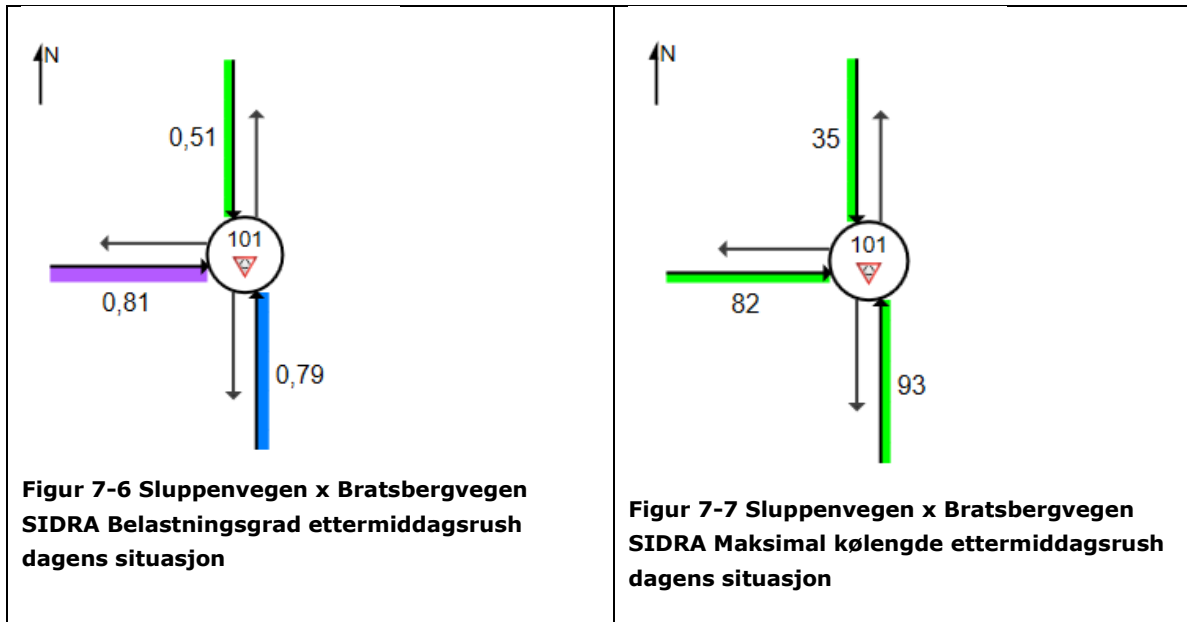 N
0,51
101
0,81
0,79
Figur 7-6 Sluppenvegen x Bratsbergvegen
SIDRA Belastningsgrad ettermiddagsrush
dagens situasjon
N
35
101
82
93
Figur 7-7 Sluppenvegen x Bratsbergvegen
SIDRA Maksimal kølengde ettermiddagsrush
dagens situasjon